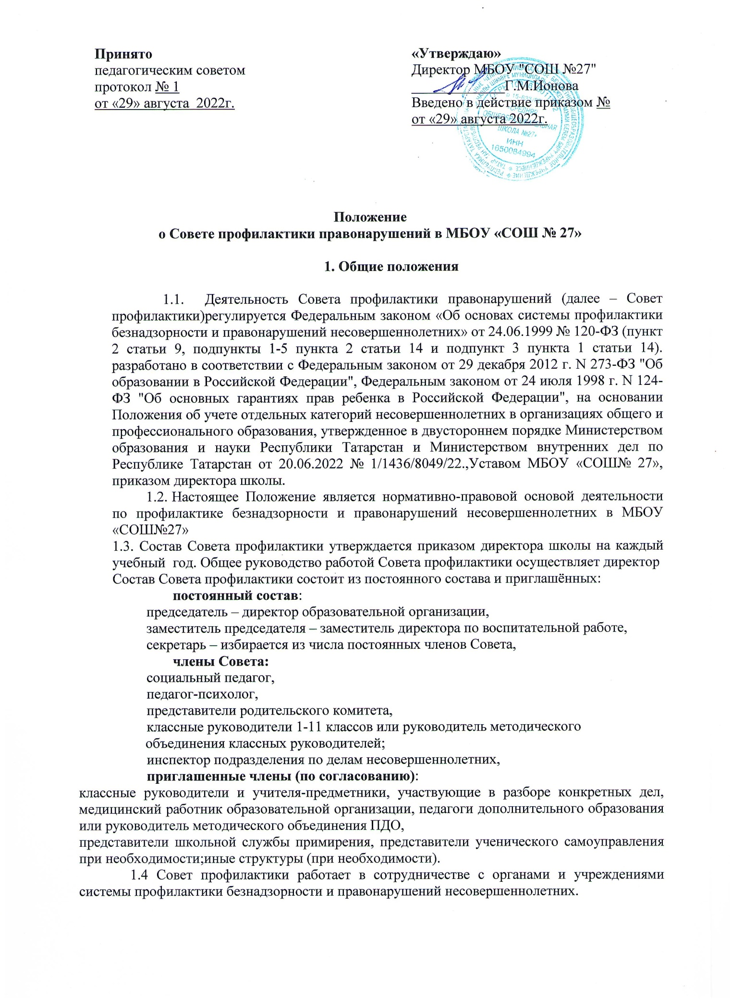 Принято
педагогическим советом
протокол № 1
от «29» августа 2022г.
«Утверждаю»
Директор МБОУ "СОШ №27"
______________Г.М.Ионова
Введено в действие приказом №
от «29» августа 2022г.
«СРЕДНЯЯ
ШКОЛА №27»
ИНН
1650084994
Положение
о Совете профилактики правонарушений в МБОУ «СОШ № 27»
1. Общие положения
1.1. Деятельность Совета профилактики правонарушений (далее – Совет
профилактики)регулируется Федеральным законом «Об основах системы профилактики
безнадзорности и правонарушений несовершеннолетних» от 24.06.1999 № 120-ФЗ (пункт
2 статьи 9, подпункты 1-5 пункта 2 статьи 14 и подпункт 3 пункта 1 статьи 14).
разработано в соответствии с Федеральным законом от 29 декабря 2012 г. N 273-ФЗ "Об
образовании в Российской Федерации", Федеральным законом от 24 июля 1998 г. N 124-
ФЗ "Об основных гарантиях прав ребенка в Российской Федерации", на основании
Положения об учете отдельных категорий несовершеннолетних в организациях общего и
профессионального образования, утвержденное в двустороннем порядке Министерством
образования и науки Республики Татарстан и Министерством внутренних дел по
Республике Татарстан от 20.06.2022 № 1/1436/8049/22.,Уставом МБОУ «СОШ№ 27»,
приказом директора школы.
1.2. Настоящее Положение является нормативно-правовой основой деятельности
по профилактике безнадзорности и правонарушений несовершеннолетних в МБОУ
«СОШ№27»
1.3. Состав Совета профилактики утверждается приказом директора школы на каждый
учебный год. Общее руководство работой Совета профилактики осуществляет директор
Состав Совета профилактики состоит из постоянного состава и приглашённых:
постоянный состав:
председатель – директор образовательной организации,
заместитель председателя – заместитель директора по воспитательной работе,
секретарь – избирается из числа постоянных членов Совета,
члены Совета:
социальный педагог,
педагог-психолог,
представители родительского комитета,
классные руководители 1-11 классов или руководитель методического
объединения классных руководителей;
инспектор подразделения по делам несовершеннолетних,
приглашенные члены (по согласованию):
классные руководители и учителя-предметники, участвующие в разборе конкретных дел,
медицинский работник образовательной организации, педагоги дополнительного образования
или руководитель методического объединения ПДО,
представители школьной службы примирения, представители ученического самоуправления
при необходимости;иные структуры (при необходимости).
1.4 Совет профилактики работает в сотрудничестве с органами и учреждениями
системы профилактики безнадзорности и правонарушений несовершеннолетних.